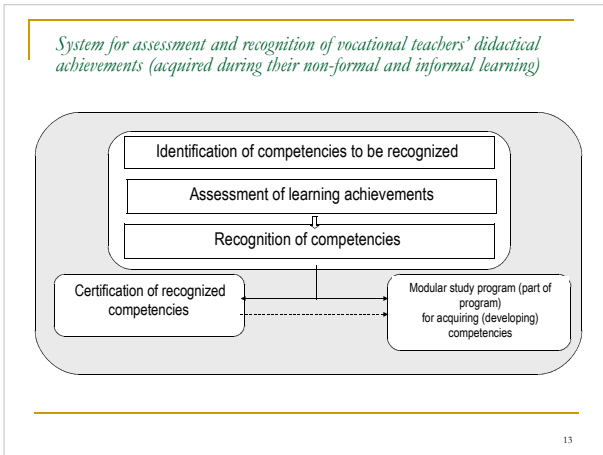 System for assessment and recognition of vocational teachers' didactical
achievements (acquired during their non-formal and informal learning)
Identification of competencies to be recognized
Assessment of learning achievements
Recognition of competencies
Certification of recognized
competencies
Modular study program (part of
program)
for acquiring (developing)
competencies
13